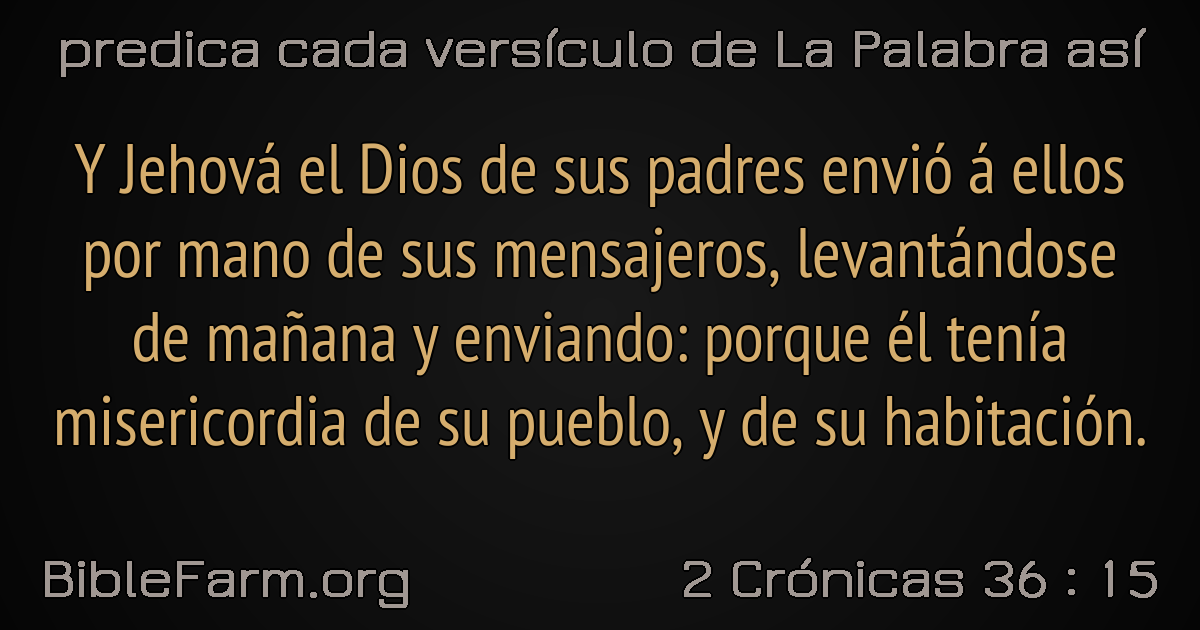 predica cada versículo de La Palabra así
Y Jehová el Dios de sus padres envió á ellos
por mano de sus mensajeros, levantándose
de mañana y enviando: porque él tenía
misericordia de su pueblo, y de su habitación.
BibleFarm.org
2 Crónicas 36 : 15